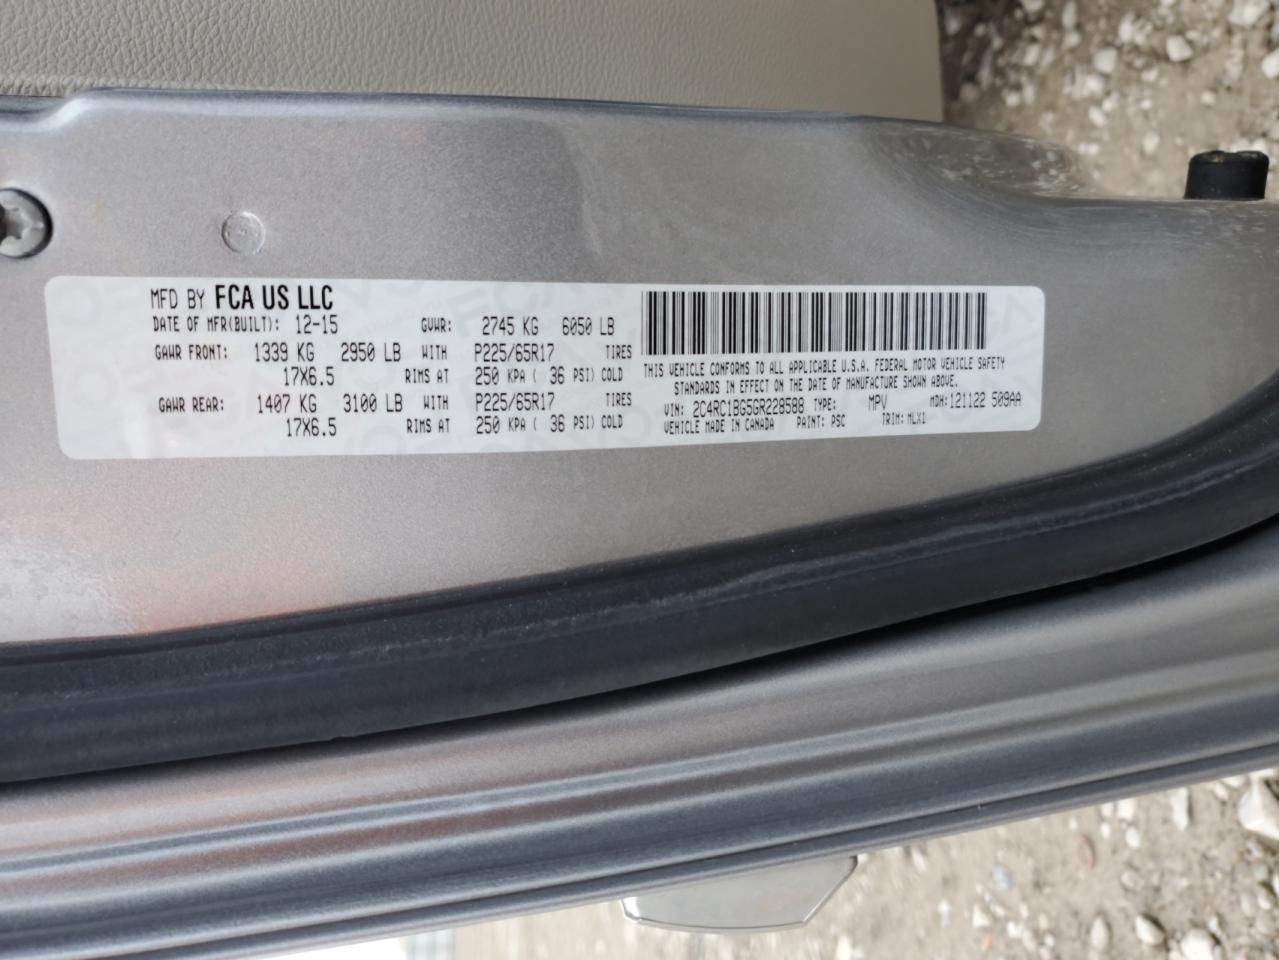 MFD BY FCA US LLC
DATE OF MFR(BUILT): 12-15 GVWR: 2745 KG 6050 LB
GAWR FRONT: 1339 KG 2950 LB WITH P225/65R17 TIRES
17X6.5 RIMS AT 250 KPA ( 36 PSI) COLD
GAWR REAR: 1407 KG 3100 LB WITH P225/65R17 TIRES
17X6.5 RIMS AT 250 KPA ( 36 PSI) COLD
THIS VEHICLE CONFORMS TO ALL APPLICABLE U.S.A. FEDERAL MOTOR VEHICLE SAFETY
STANDARDS IN EFFECT ON THE DATE OF MANUFACTURE SHOWN ABOVE.
VIN: 2C4RC1BG5GR228588 TYPE: MPV MDH: 121122 509AA
VEHICLE MADE IN CANADA PAINT: PSC TRIM: MLX1